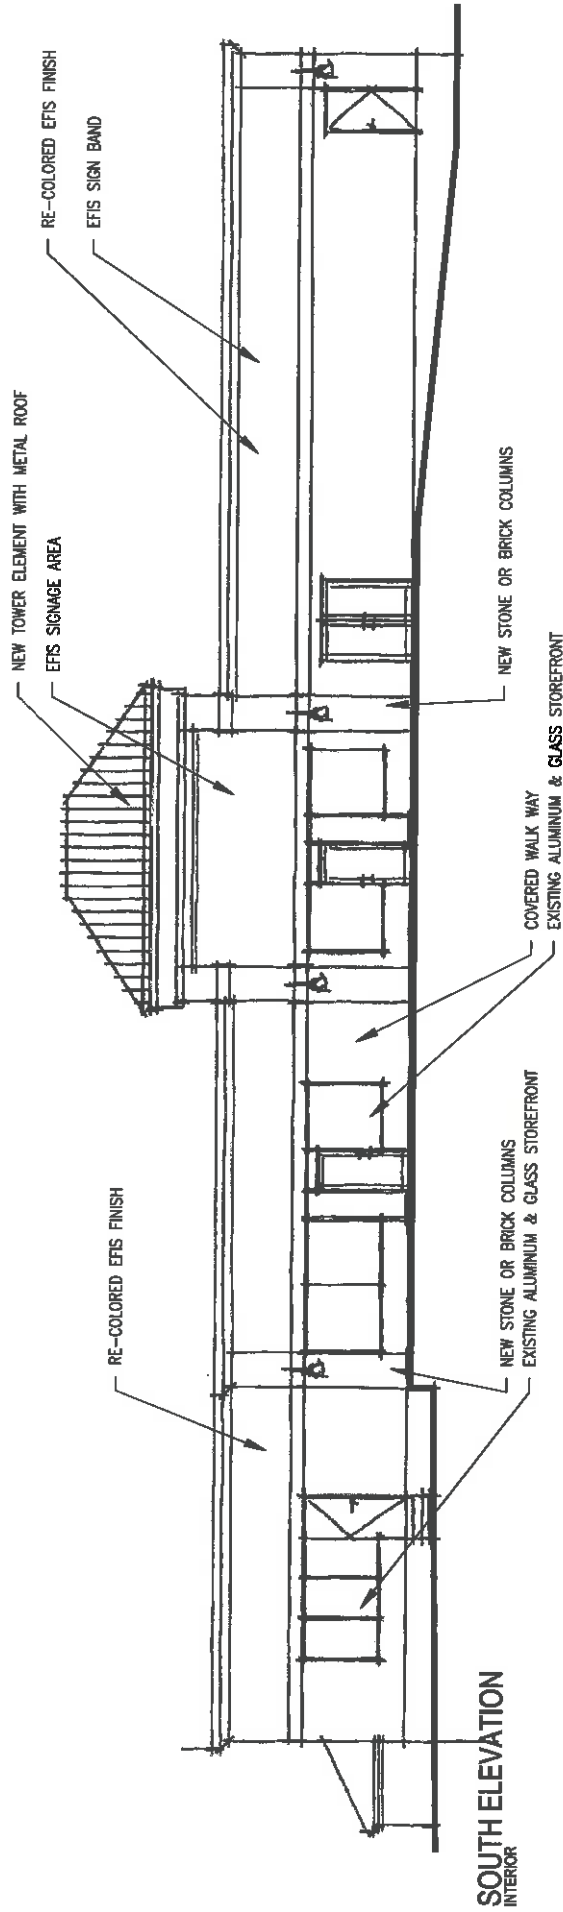 RE-COLORED EFIS FINISH
NEW TOWER ELEMENT WITH METAL ROOF
EFIS SIGNAGE AREA
RE-COLORED EFIS FINISH
EFIS SIGN BAND
NEW STONE OR BRICK COLUMNS
EXISTING ALUMINUM & GLASS STOREFRONT
COVERED WALK WAY
EXISTING ALUMINUM & GLASS STOREFRONT
NEW STONE OR BRICK COLUMNS
SOUTH ELEVATION
INTERIOR